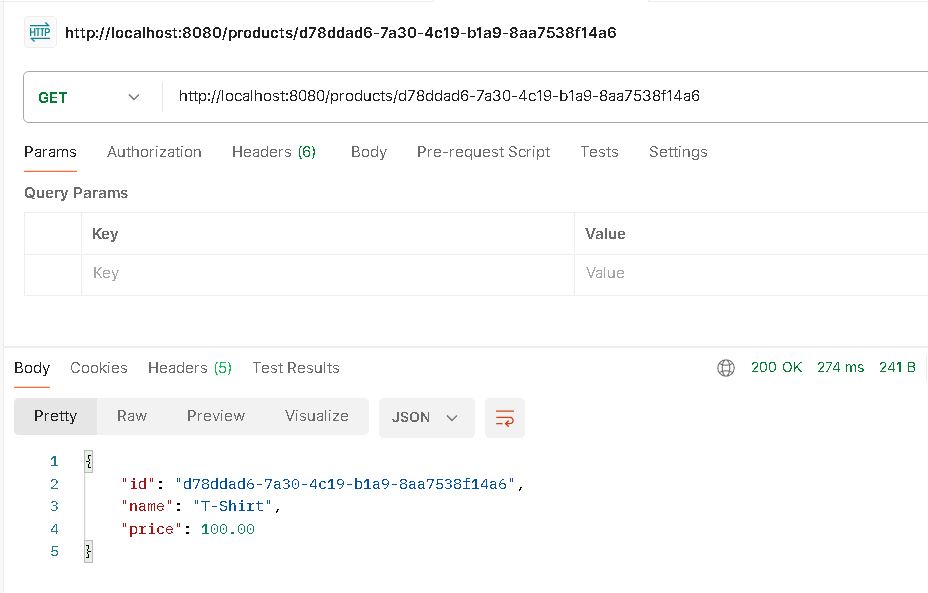 HTTP http://localhost:8080/products/d78ddad6-7a30-4c19-b1a9-8aa7538f14a6
GET http://localhost:8080/products/d78ddad6-7a30-4c19-b1a9-8aa7538f14a6
Params Authorization Headers (6) Body Pre-request Script Tests Settings
Query Params
Key Value
Key Value
Body Cookies Headers (5) Test Results 200 OK 274 ms 241 B
Pretty Raw Preview Visualize JSON
1 {
2 "id": "d78ddad6-7a30-4c19-b1a9-8aa7538f14a6",
3 "name": "T-Shirt",
4 "price": 100.00
5 }